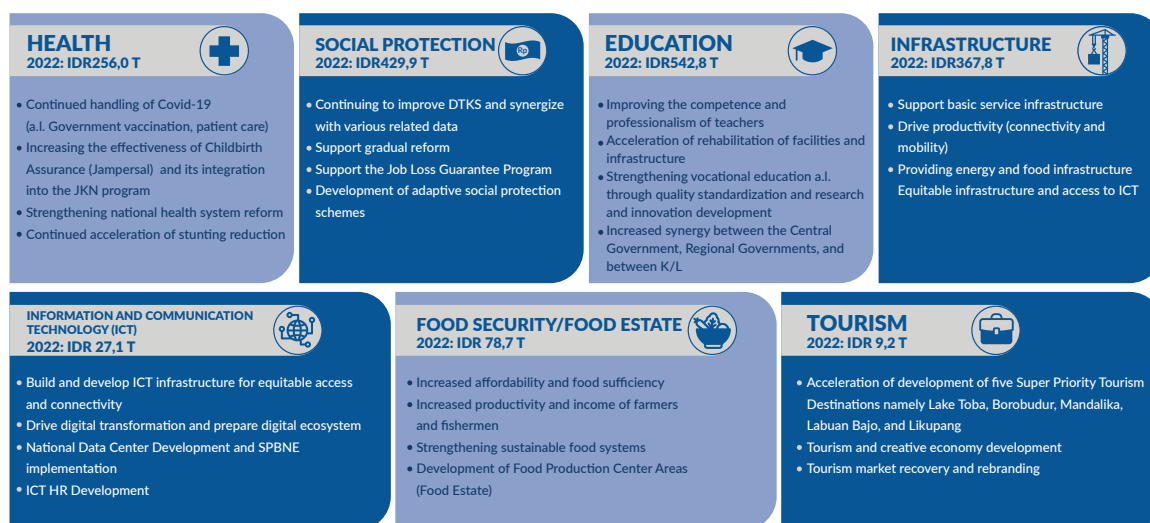 HEALTH
2022: IDR256,0 T
• Continued handling of Covid-19
(a.l. Government vaccination, patient care)
• Increasing the effectiveness of Childbirth
Assurance (Jampersal) and its integration
into the JKN program
• Strengthening national health system reform
• Continued acceleration of stunting reduction
SOCIAL PROTECTION
Rp
2022: IDR429,9 T
• Continuing to improve DTKS and synergize
with various related data
• Support gradual reform
• Support the Job Loss Guarantee Program
• Development of adaptive social protection
schemes
EDUCATION
2022: IDR542,8 T
• Improving the competence and
professionalism of teachers
• Acceleration of rehabilitation of facilities and
infrastructure
• Strengthening vocational education a.l.
through quality standardization and research
and innovation development
• Increased synergy between the Central
Government, Regional Governments, and
between K/L
INFRASTRUCTURE
2022: IDR367,8 T
• Support basic service infrastructure
• Drive productivity (connectivity and
mobility)
• Providing energy and food infrastructure
Equitable infrastructure and access to ICT
INFORMATION AND COMMUNICATION
TECHNOLOGY (ICT)
2022: IDR 27,1 T
• Build and develop ICT infrastructure for equitable access
and connectivity
• Drive digital transformation and prepare digital ecosystem
• National Data Center Development and SPBNE
implementation
• ICT HR Development
FOOD SECURITY/FOOD ESTATE
2022: IDR 78,7 T
• Increased affordability and food sufficiency
• Increased productivity and income of farmers
and fishermen
• Strengthening sustainable food systems
• Development of Food Production Center Areas
(Food Estate)
TOURISM
2022: IDR 9,2 T
• Acceleration of development of five Super Priority Tourism
Destinations namely Lake Toba, Borobudur, Mandalika,
Labuan Bajo, and Likupang
• Tourism and creative economy development
• Tourism market recovery and rebranding